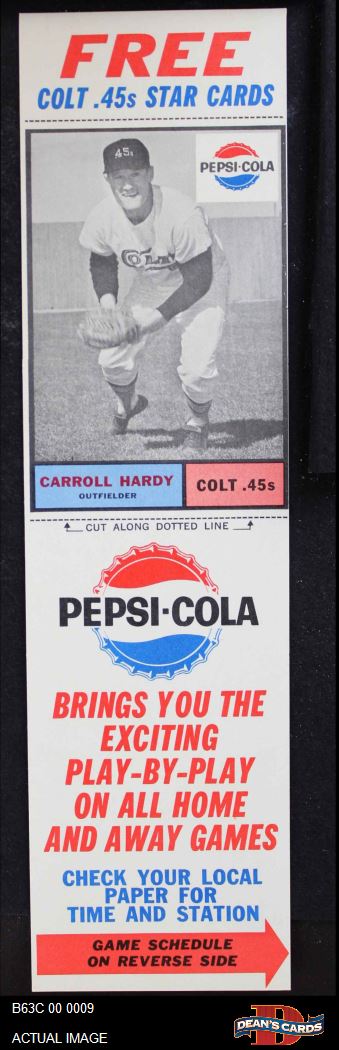 FREE
COLT .45s STAR CARDS
.45s
PEPSI-COLA
CARROLL HARDY
OUTFIELDER
COLT .45s
CUT ALONG DOTTED LINE
PEPSI-COLA
BRINGS YOU THE
EXCITING
PLAY-BY-PLAY
ON ALL HOME
AND AWAY GAMES
CHECK YOUR LOCAL
PAPER FOR
TIME AND STATION
GAME SCHEDULE
ON REVERSE SIDE
B63C 00 0009
ACTUAL IMAGE
D
DEAN'S CARDS